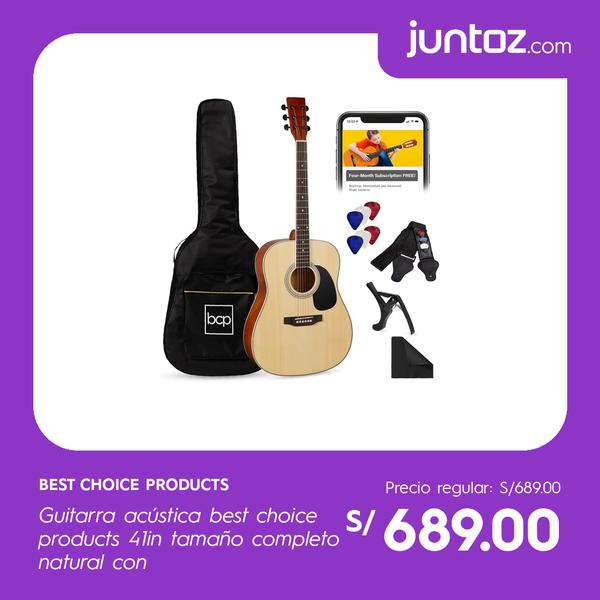 juntoz.com
Four-Month Subscription FREE!
bcp
BEST CHOICE PRODUCTS
Guitarra acústica best choice
products 41in tamaño completo
natural con
Precio regular: S/689.00
S/ 689.00